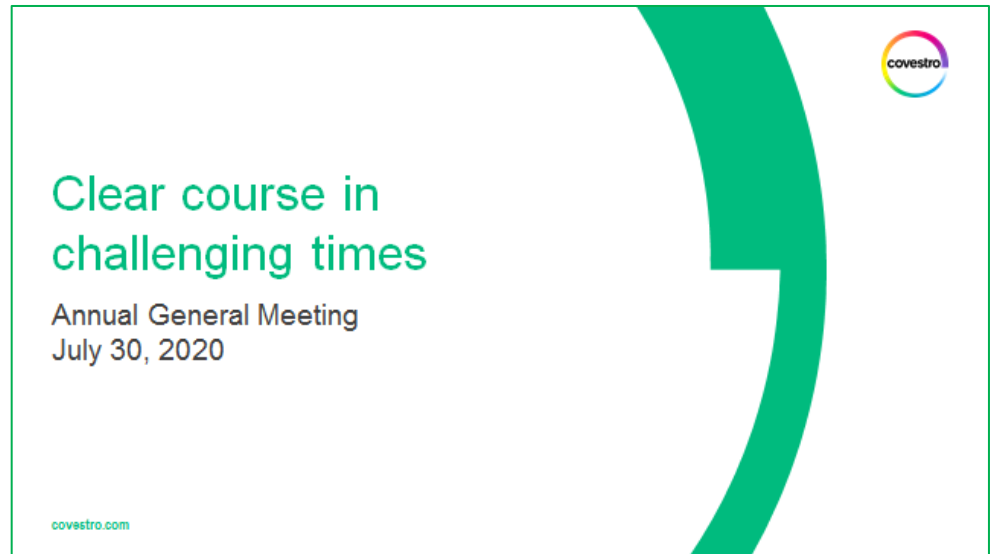 covestro
Clear course in
challenging times
Annual General Meeting
July 30, 2020
covestro.com